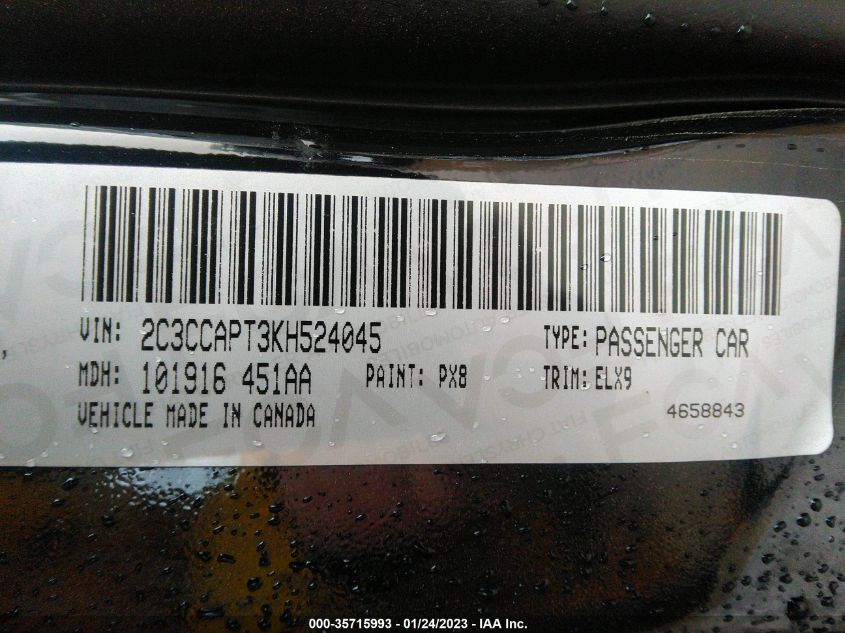 VIN: 2C3CCAPT3KH524045 TYPE: PASSENGER CAR
MDH: 101916 451AA PAINT: PX8 TRIM: ELX9
VEHICLE MADE IN CANADA 4658843
000-35715993 / 01/24/2023 - IAA Inc.